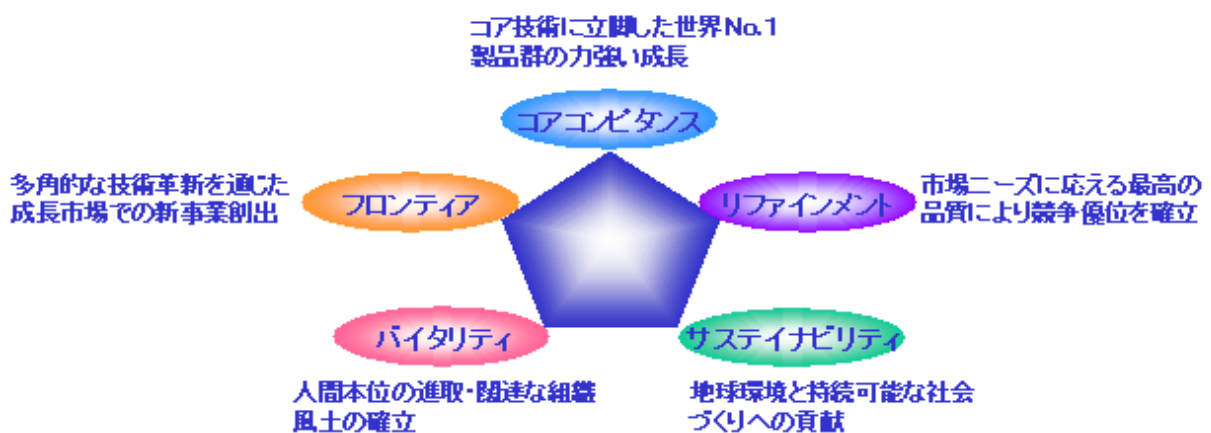 コア技術に立脚した世界No.1
製品群の力強い成長
コアコンピタンス
多角的な技術革新を通じた
成長市場での新事業創出
フロンティア
リファインメント
市場ニーズに応える最高の
品質により競争優位を確立
バイタリティ
サステイナビリティ
人間本位の進取・闊達な組織
風土の確立
地球環境と持続可能な社会
づくりへの貢献